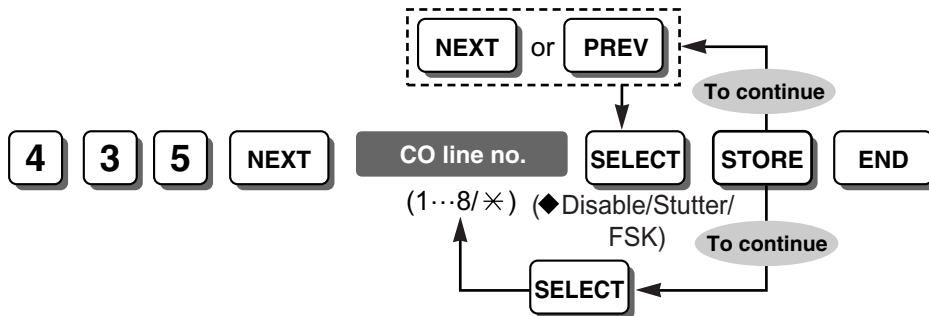 NEXT or PREV
To continue
4 3 5 NEXT CO line no. SELECT STORE END
(1···8/✳) (◆Disable/Stutter/
FSK)
To continue
SELECT